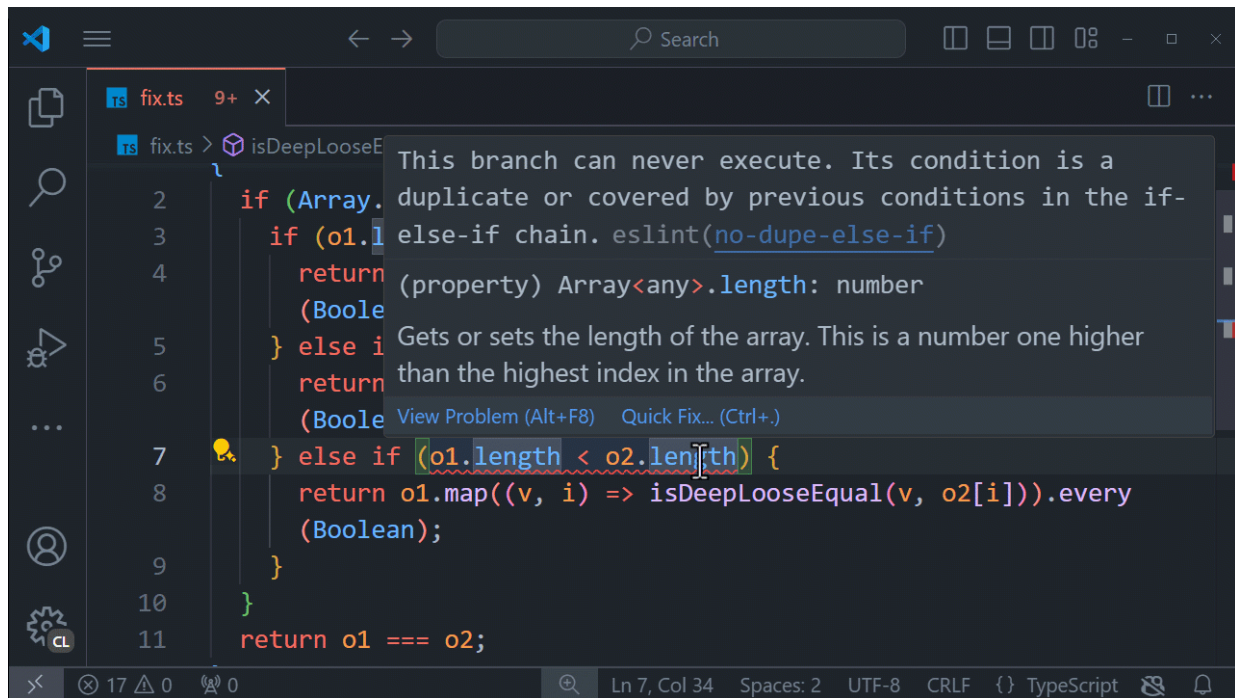 Search
TS fix.ts 9+
TS fix.ts > isDeepLooseE
This branch can never execute. Its condition is a
duplicate or covered by previous conditions in the if-
else-if chain. eslint(no-dupe-else-if)
(property) Array<any>.length: number
Gets or sets the length of the array. This is a number one higher
than the highest index in the array.
View Problem (Alt+F8) Quick Fix... (Ctrl+.)
{
2 if (Array.
3 if (o1.l
4 return
(Boole
5 } else i
6 return
(Boole
7 } else if (o1.length < o2.length) {
8 return o1.map((v, i) => isDeepLooseEqual(v, o2[i])).every
(Boolean);
9 }
10 }
11 return o1 === o2;
CL
17 0 0 Ln 7, Col 34 Spaces: 2 UTF-8 CRLF {} TypeScript